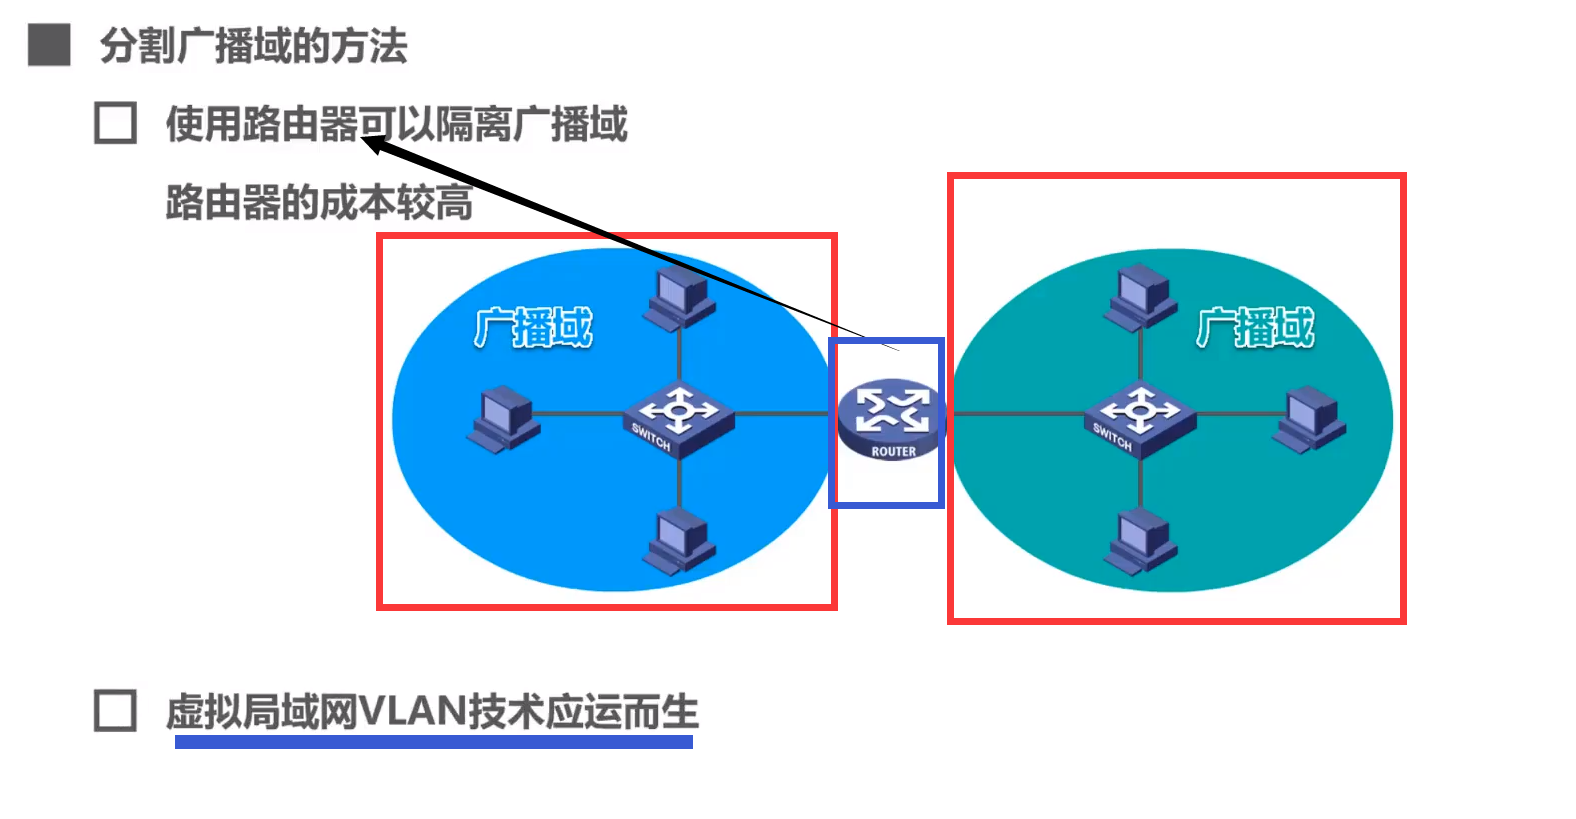 分割广播域的方法
使用路由器可以隔离广播域
路由器的成本较高
广播域
广播域
SWITCH
ROUTER
SWITCH
虚拟局域网VLAN技术应运而生